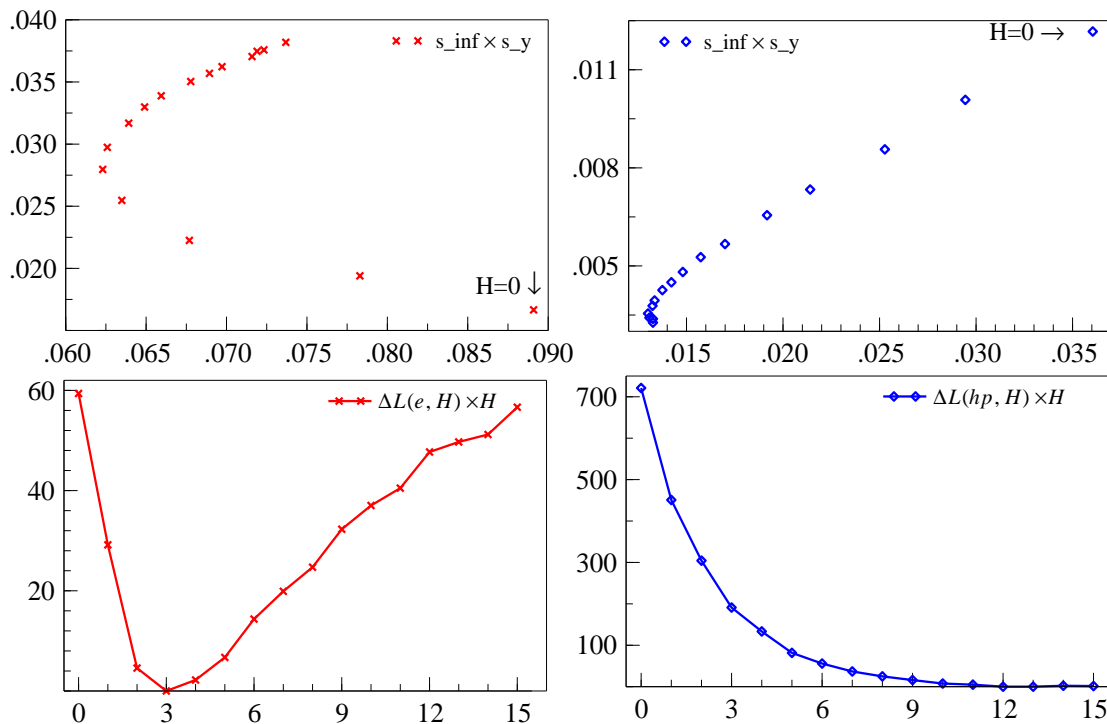 .040
.035
.030
.025
.020
s_inf × s_y
H=0 ↓
.060 .065 .070 .075 .080 .085 .090
.011
.008
.005
s_inf × s_y
H=0 →
.015 .020 .025 .030 .035
60
40
20
ΔL(e, H) × H
0 3 6 9 12 15
700
500
300
100
ΔL(hp, H) × H
0 3 6 9 12 15